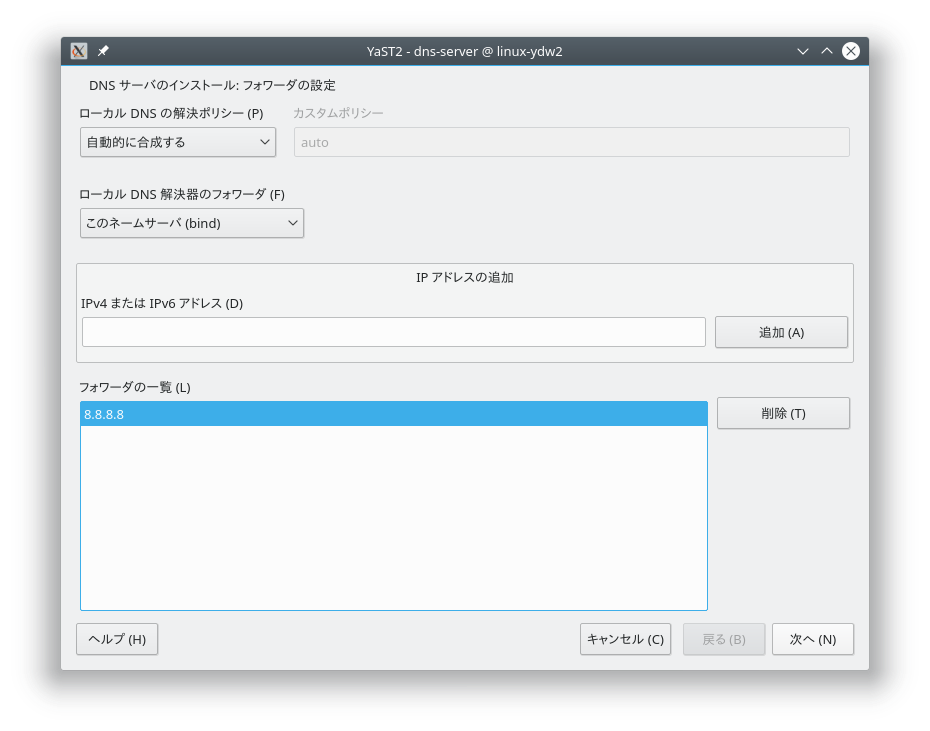 YaST2 - dns-server @ linux-ydw2
DNS サーバのインストール: フォワーダの設定
ローカル DNS の解決ポリシー (P)
カスタムポリシー
自動的に合成する
auto
ローカル DNS 解決器のフォワーダ (F)
このネームサーバ (bind)
IP アドレスの追加
IPv4 または IPv6 アドレス (D)
追加 (A)
フォワーダの一覧 (L)
8.8.8.8
削除 (T)
ヘルプ (H)
キャンセル (C)
戻る (B)
次へ (N)